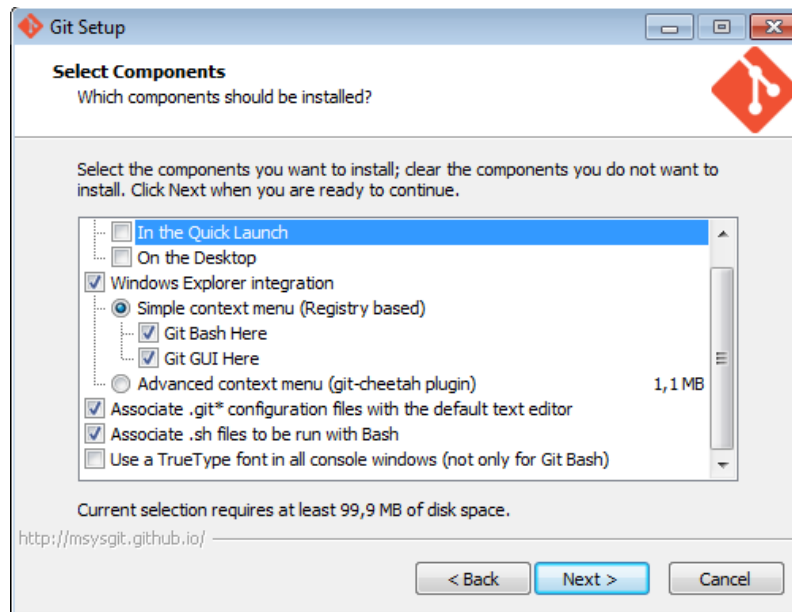 Git Setup
Select Components
Which components should be installed?
Select the components you want to install; clear the components you do not want to
install. Click Next when you are ready to continue.
In the Quick Launch
On the Desktop
Windows Explorer integration
Simple context menu (Registry based)
Git Bash Here
Git GUI Here
Advanced context menu (git-cheetah plugin) 1,1 MB
Associate .git* configuration files with the default text editor
Associate .sh files to be run with Bash
Use a TrueType font in all console windows (not only for Git Bash)
Current selection requires at least 99,9 MB of disk space.
http://msysgit.github.io/
< Back Next > Cancel